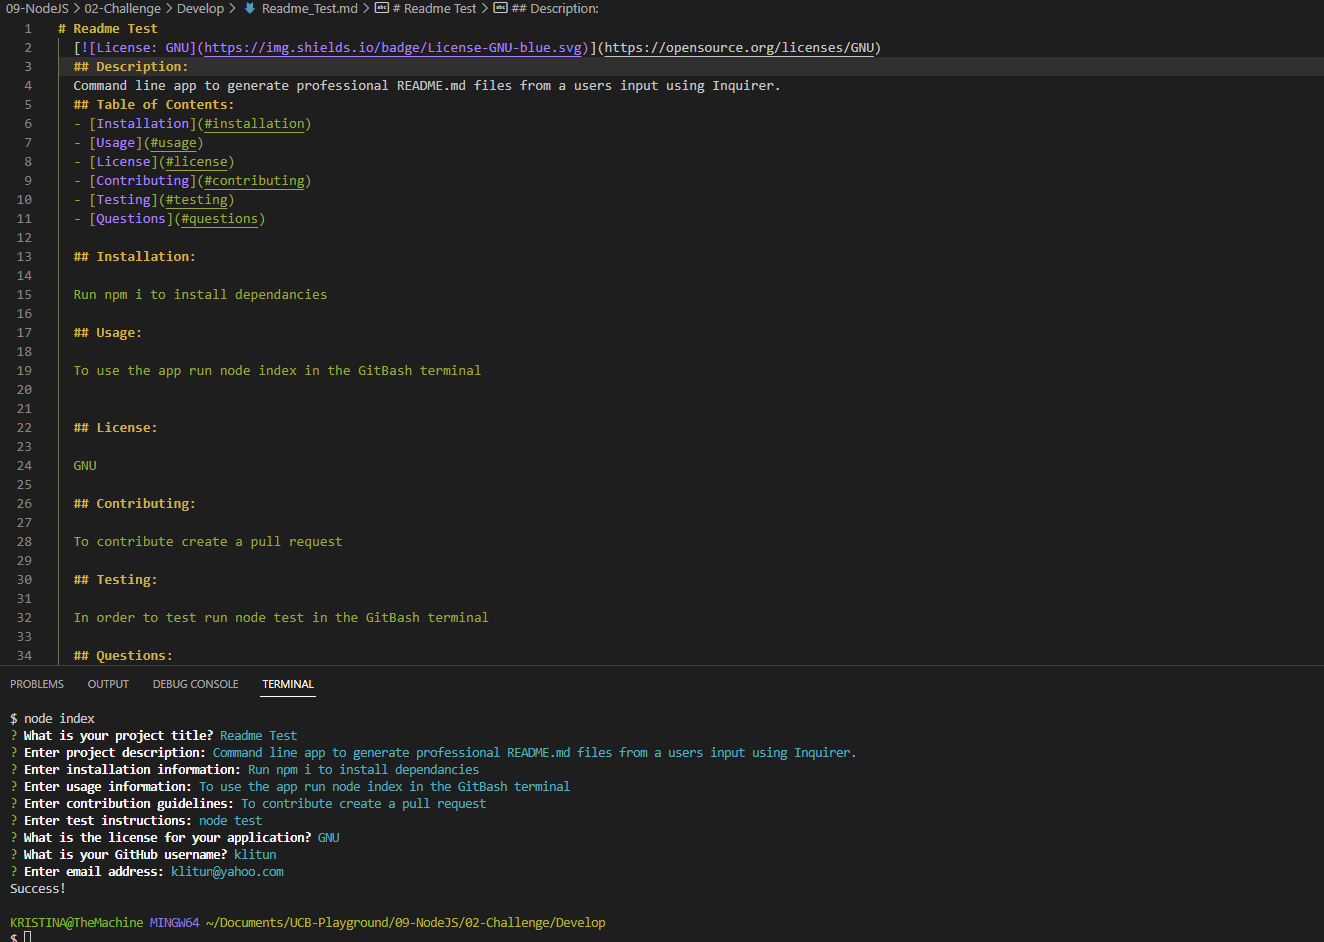 09-NodeJS > 02-Challenge > Develop > Readme_Test.md > # Readme Test > ## Description:
1 # Readme Test
2 [![License: GNU](https://img.shields.io/badge/License-GNU-blue.svg)](https://opensource.org/licenses/GNU)
3 ## Description:
4 Command line app to generate professional README.md files from a users input using Inquirer.
5 ## Table of Contents:
6 - [Installation](#installation)
7 - [Usage](#usage)
8 - [License](#license)
9 - [Contributing](#contributing)
10 - [Testing](#testing)
11 - [Questions](#questions)
12
13 ## Installation:
14
15 Run npm i to install dependancies
16
17 ## Usage:
18
19 To use the app run node index in the GitBash terminal
20
21
22 ## License:
23
24 GNU
25
26 ## Contributing:
27
28 To contribute create a pull request
29
30 ## Testing:
31
32 In order to test run node test in the GitBash terminal
33
34 ## Questions:
PROBLEMS OUTPUT DEBUG CONSOLE TERMINAL
$ node index
? What is your project title? Readme Test
? Enter project description: Command line app to generate professional README.md files from a users input using Inquirer.
? Enter installation information: Run npm i to install dependancies
? Enter usage information: To use the app run node index in the GitBash terminal
? Enter contribution guidelines: To contribute create a pull request
? Enter test instructions: node test
? What is the license for your application? GNU
? What is your GitHub username? klitun
? Enter email address: klitun@yahoo.com
Success!
KRISTINA@TheMachine MINGW64 ~/Documents/UCB-Playground/09-NodeJS/02-Challenge/Develop
$